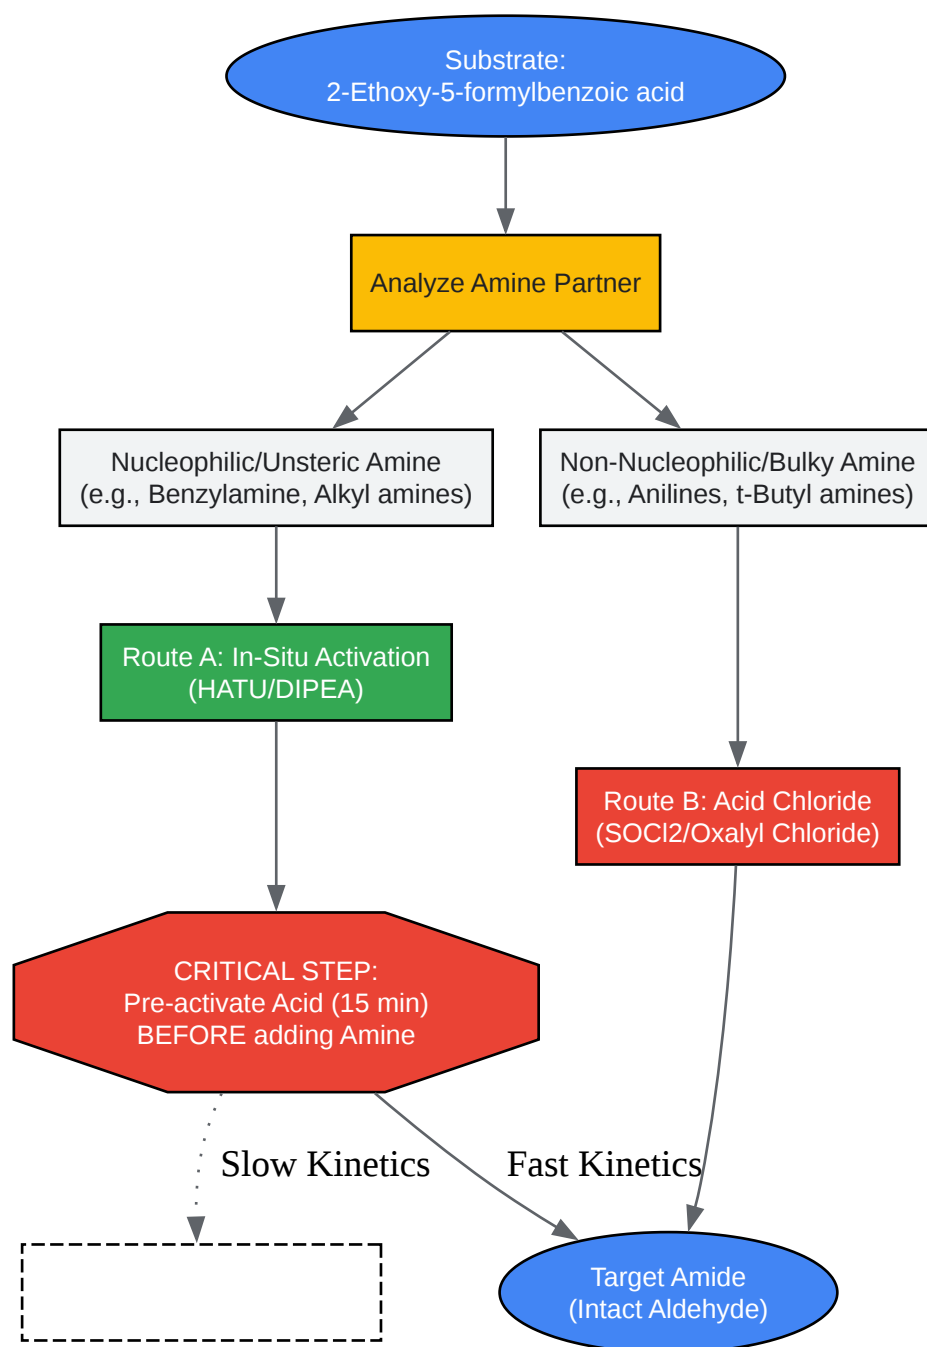 Substrate:
2-Ethoxy-5-formylbenzoic acid
Analyze Amine Partner
Nucleophilic/Unsteric Amine
(e.g., Benzylamine, Alkyl amines)
Non-Nucleophilic/Bulky Amine
(e.g., Anilines, t-Butyl amines)
Route A: In-Situ Activation
(HATU/DIPEA)
Route B: Acid Chloride
(SOCl2/Oxalyl Chloride)
CRITICAL STEP:
Pre-activate Acid (15 min)
BEFORE adding Amine
Slow Kinetics
Fast Kinetics
Target Amide
(Intact Aldehyde)